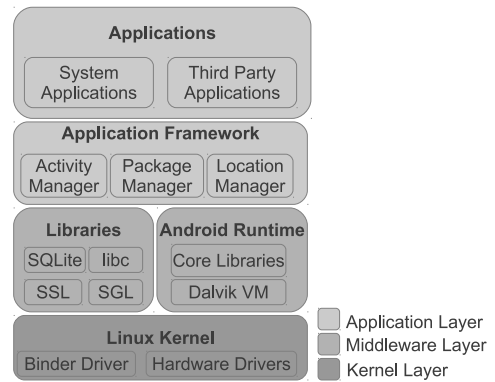 Applications
System
Applications
Third Party
Applications
Application Framework
Activity
Manager
Package
Manager
Location
Manager
Libraries
SQLite
libc
SSL
SGL
Android Runtime
Core Libraries
Dalvik VM
Linux Kernel
Binder Driver
Hardware Drivers
Application Layer
Middleware Layer
Kernel Layer